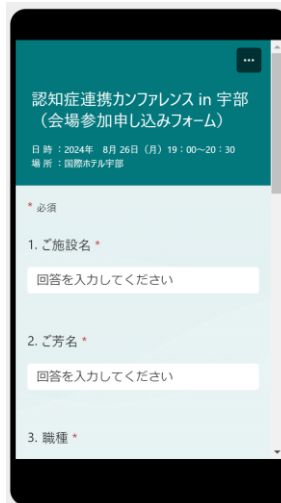 認知症連携カンファレンス in 宇部
（会場参加申し込みフォーム）
日 時 ：2024年　8月 26日（月）19：00～20：30
場 所 ：国際ホテル宇部
* 必須
1. ご施設名 *
回答を入力してください
2. ご芳名 *
回答を入力してください
3. 職種 *